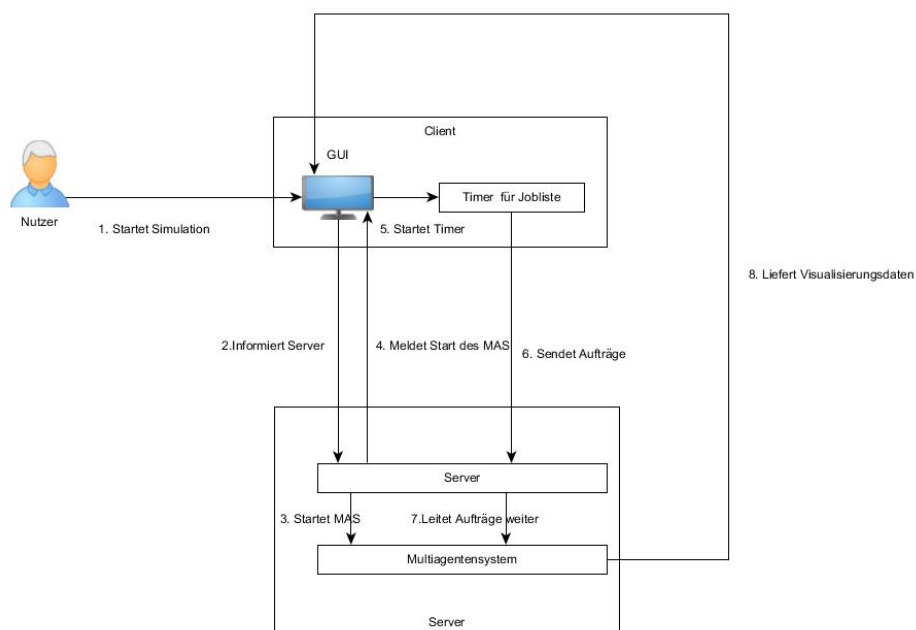 Client
GUI
Timer für Jobliste
Nutzer
1. Startet Simulation
5. Startet Timer
8. Liefert Visualisierungsdaten
2.Informiert Server
4. Meldet Start des MAS
6. Sendet Aufträge
Server
3. Startet MAS
7.Leitet Aufträge weiter
Multiagentensystem
Server